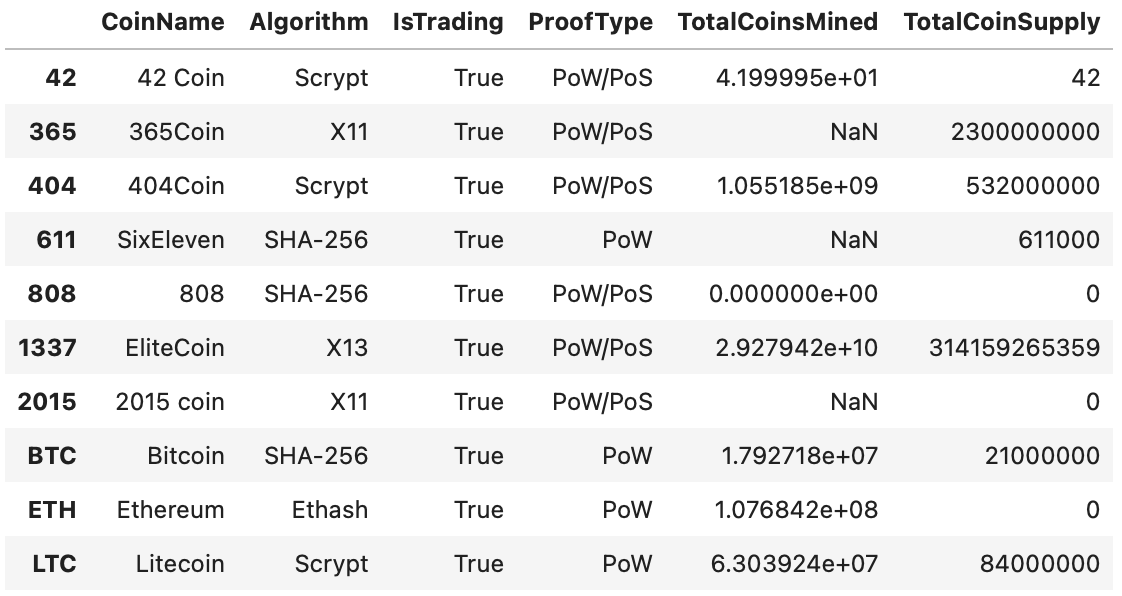 CoinName Algorithm IsTrading ProofType TotalCoinsMined TotalCoinSupply
42 42 Coin Scrypt True PoW/PoS 4.199995e+01 42
365 365Coin X11 True PoW/PoS NaN 2300000000
404 404Coin Scrypt True PoW/PoS 1.055185e+09 532000000
611 SixEleven SHA-256 True PoW NaN 611000
808 808 SHA-256 True PoW/PoS 0.000000e+00 0
1337 EliteCoin X13 True PoW/PoS 2.927942e+10 314159265359
2015 2015 coin X11 True PoW/PoS NaN 0
BTC Bitcoin SHA-256 True PoW 1.792718e+07 21000000
ETH Ethereum Ethash True PoW 1.076842e+08 0
LTC Litecoin Scrypt True PoW 6.303924e+07 84000000